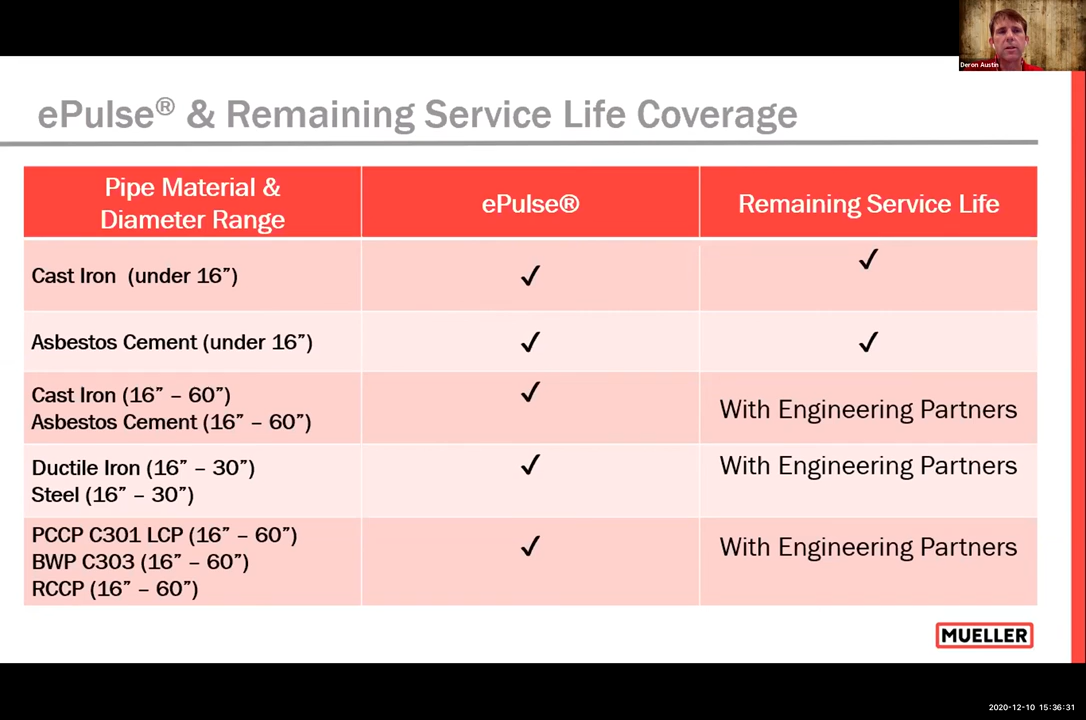 Deron Austin
ePulse® & Remaining Service Life Coverage
Pipe Material &
Diameter Range
ePulse®
Remaining Service Life
Cast Iron (under 16”)
✓
✓
Asbestos Cement (under 16”)
✓
✓
Cast Iron (16” – 60”)
Asbestos Cement (16” – 60”)
✓
With Engineering Partners
Ductile Iron (16” – 30”)
Steel (16” – 30”)
✓
With Engineering Partners
PCCP C301 LCP (16” – 60”)
BWP C303 (16” – 60”)
RCCP (16” – 60”)
✓
With Engineering Partners
MUELLER
2020-12-10 15:36:31